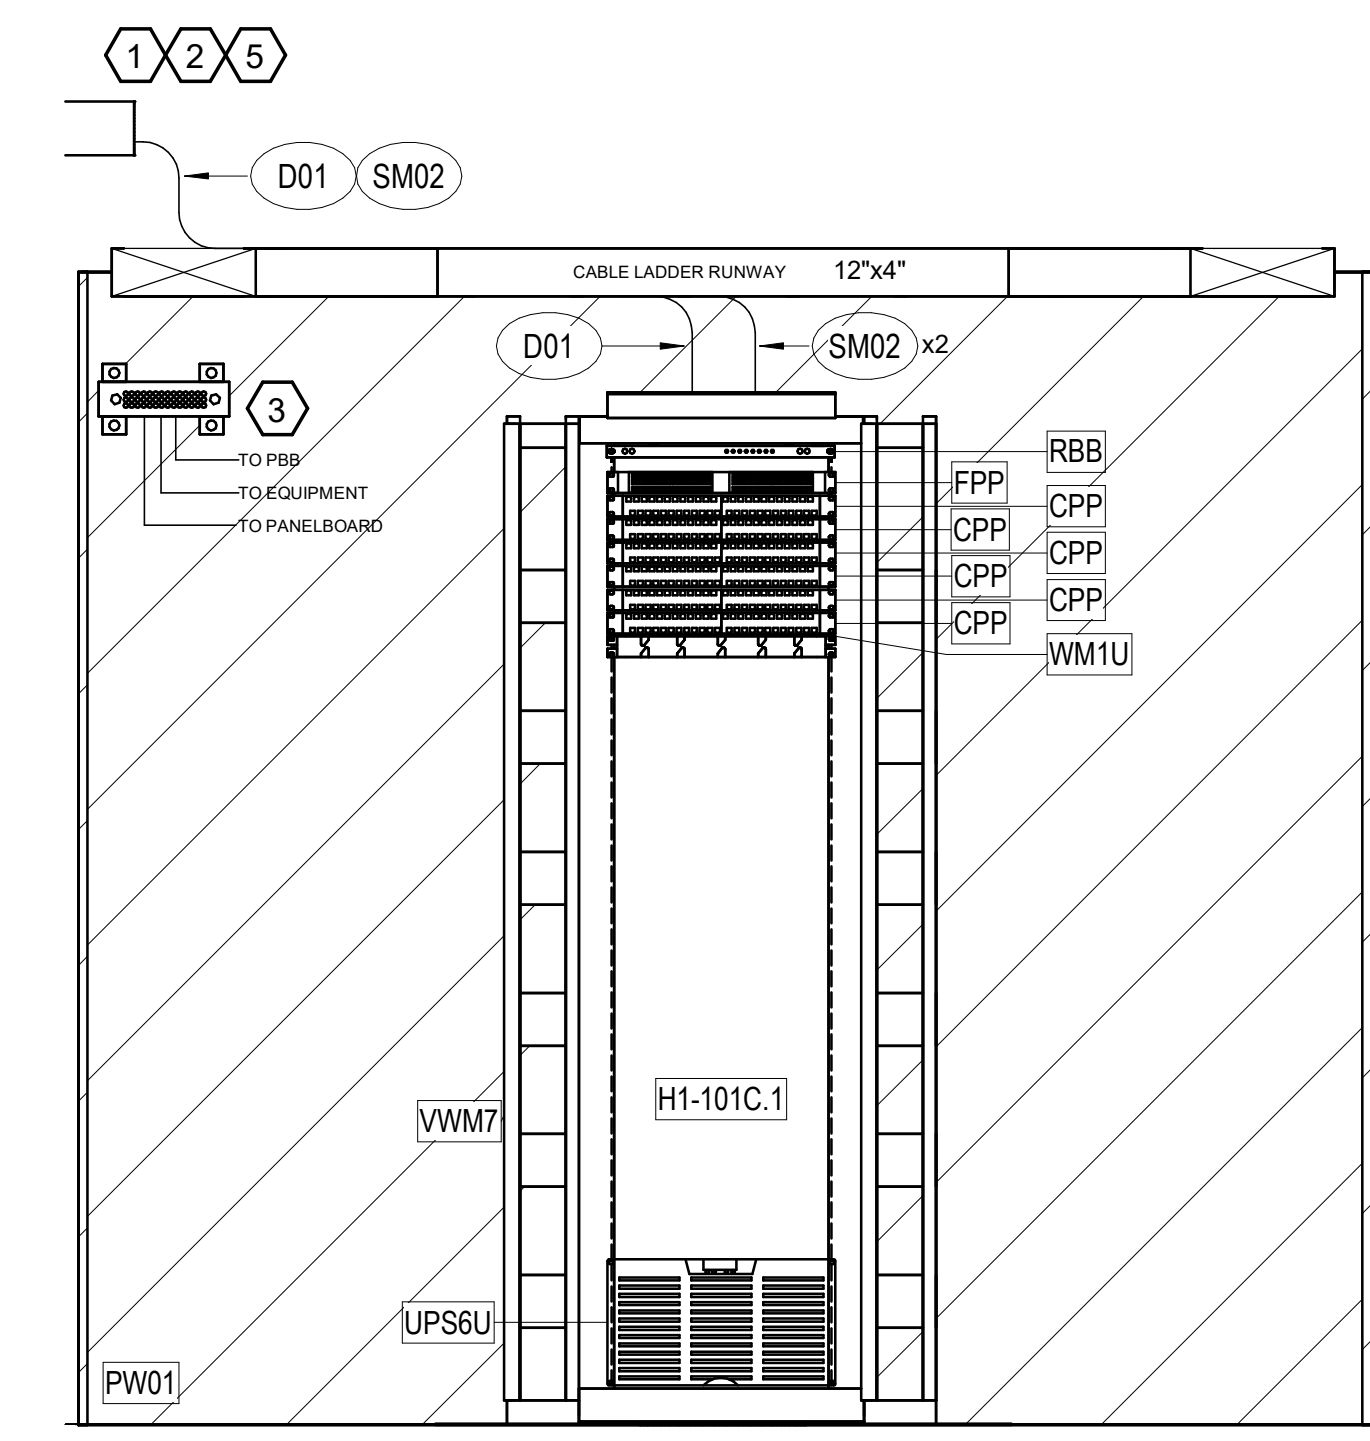 1 2 5
D01 SM02
CABLE LADDER RUNWAY 12"x4"
D01 SM02 x2
3
TO PBB
TO EQUIPMENT
TO PANELBOARD
RBB
FPP
CPP
CPP
CPP
CPP
CPP
CPP
WM1U
H1-101C.1
VWM7
UPS6U
PW01